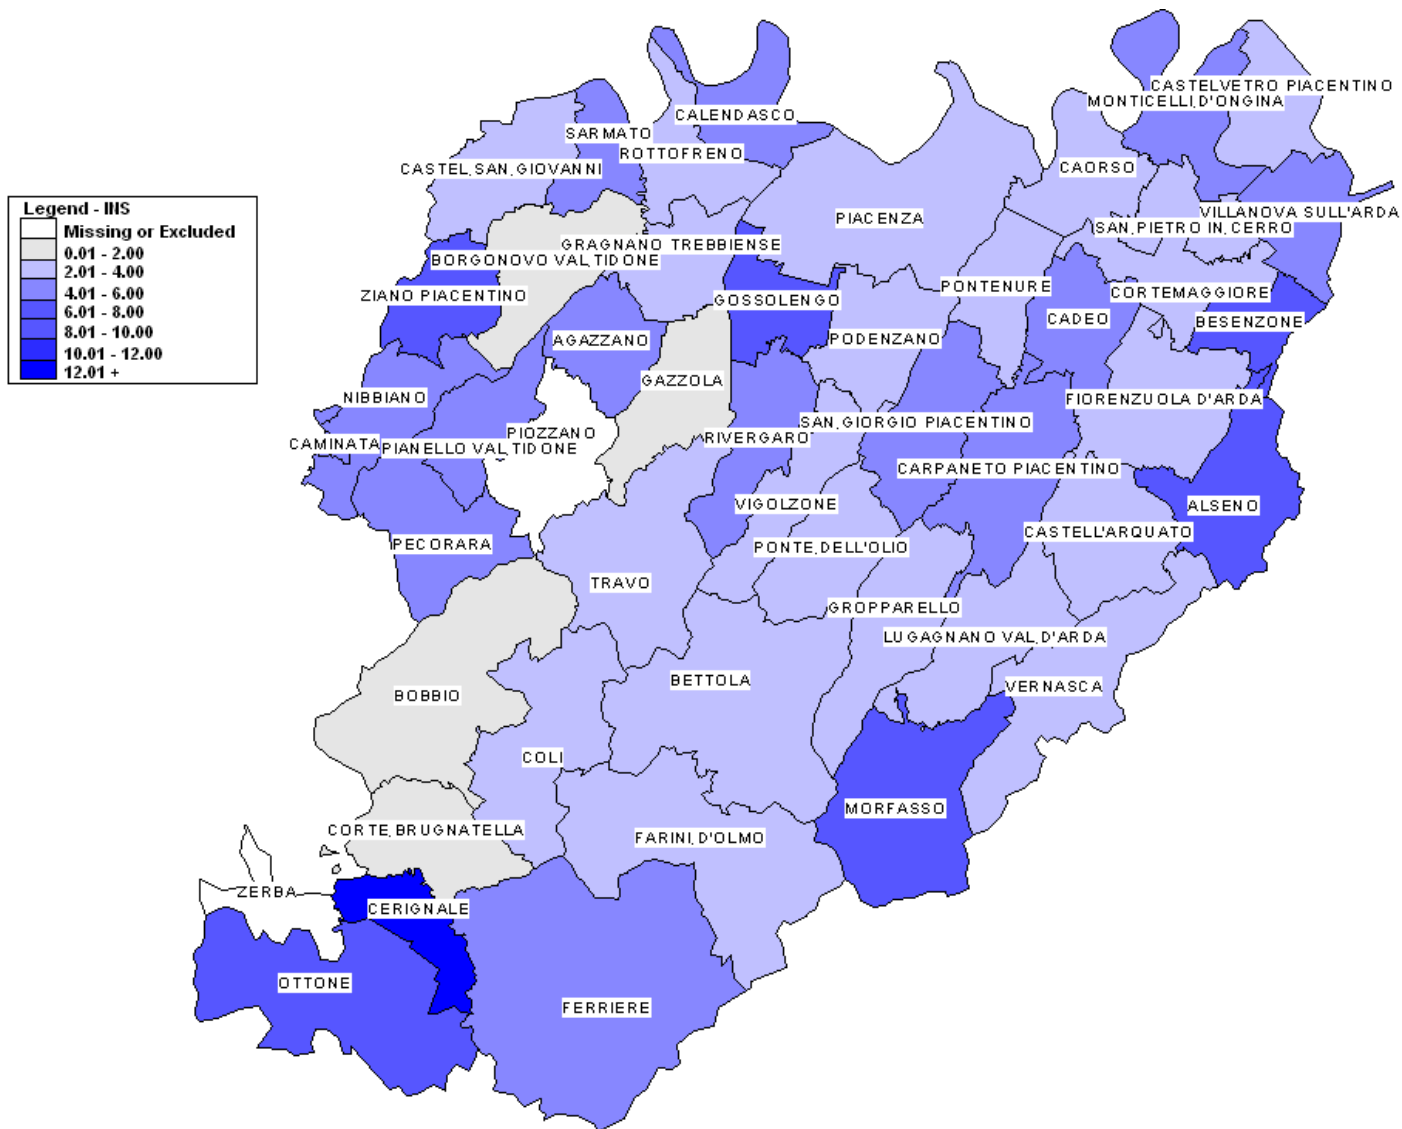 CASTELVETRO PIACENTINO
MONTICELLI.D'ONGINA
CALENDASCO
SARMATO
ROTTOFRENO
CASTEL.SAN.GIOVANNI
CAORSO
Legend - INS
Missing or Excluded
0.01 - 2.00
2.01 - 4.00
4.01 - 6.00
6.01 - 8.00
8.01 - 10.00
10.01 - 12.00
12.01 +
PIACENZA
VILLANOVA SULL'ARDA
SAN.PIETRO IN.CERRO
GRAGNANO TREBBIENSE
BORGONOVO VAL.TIDONE
ZIANO PIACENTINO
GOSSOLENGO
PONTENURE
CORTEMAGGIORE
CADEO
BESENZONE
AGAZZANO
PODENZANO
GAZZOLA
NIBBIANO
FIORENZUOLA D'ARDA
SAN.GIORGIO PIACENTINO
PIOZZANO
RIVERGARO
CAMINATA
PIANELLO VAL.TIDONE
CARPANETO PIACENTINO
VIGOLZONE
ALSENO
CASTELL'ARQUATO
PECORARA
PONTE.DELL'OLIO
TRAVO
GROPPARELLO
LUGAGNANO VAL.D'ARDA
BETTOLA
VERNASCA
BOBBIO
COLI
MORFASSO
CORTE.BRUGNATELLA
FARINI.D'OLMO
ZERBA
CERIGNALE
OTTONE
FERRIERE